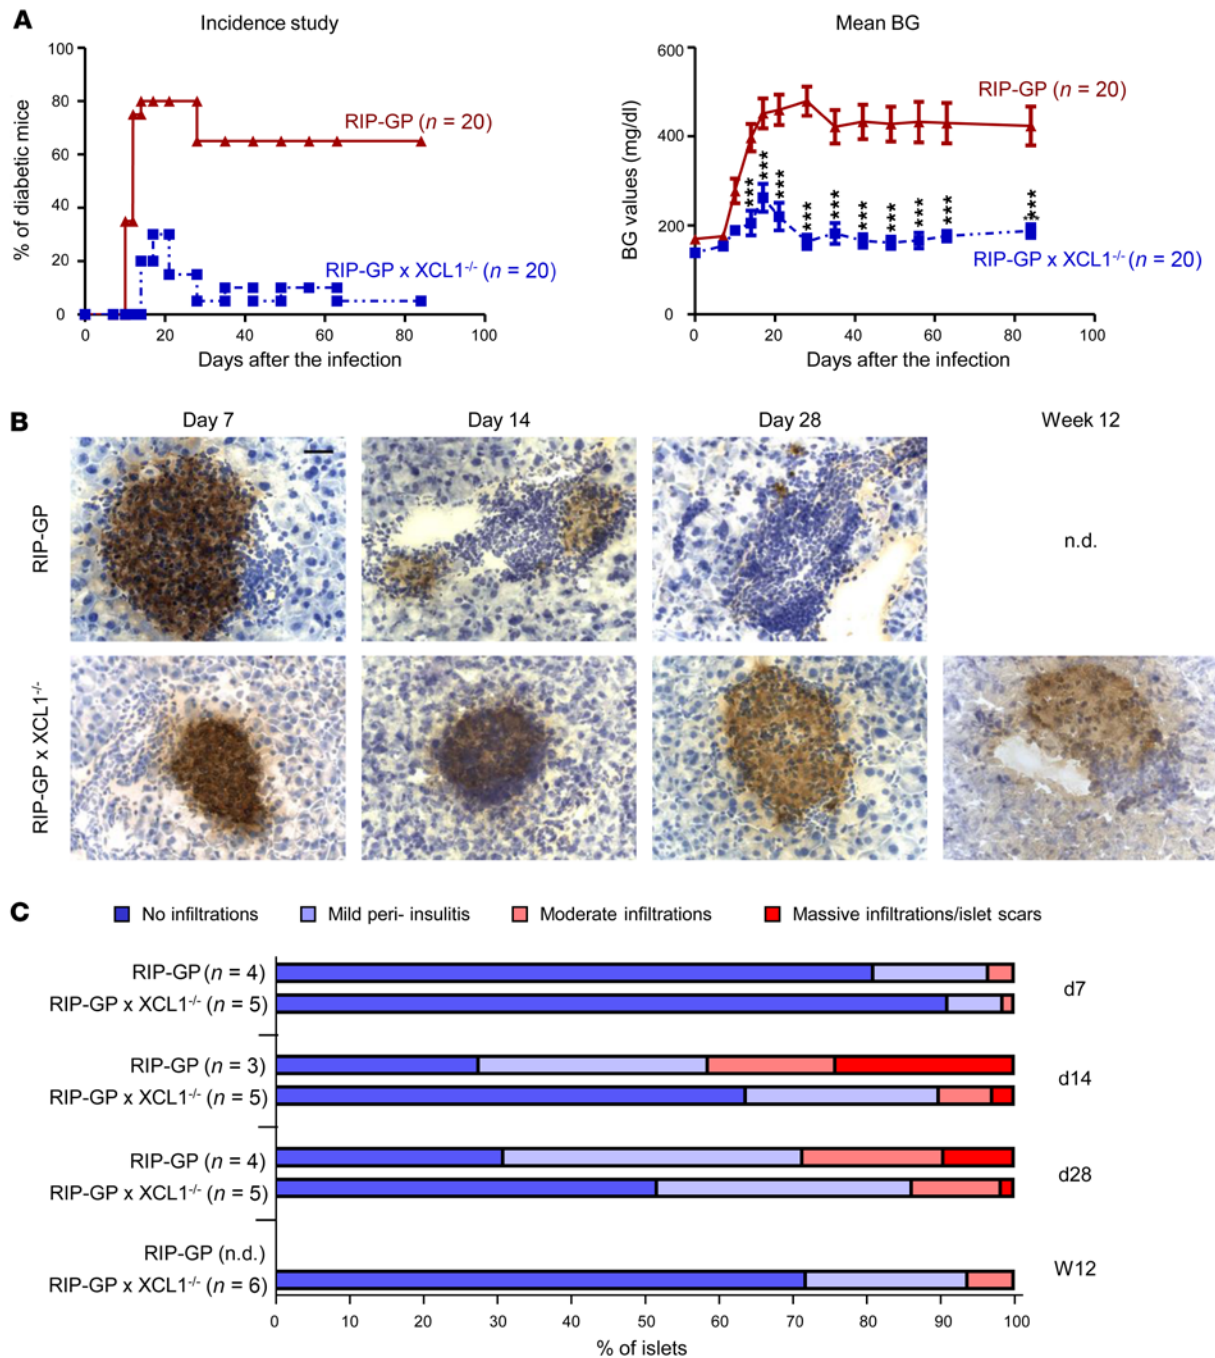 A
Incidence study
Mean BG
100
80
60
40
20
0
% of diabetic mice
RIP-GP (n = 20)
RIP-GP x XCL1-/- (n = 20)
0 20 40 60 80 100
Days after the infection
600
400
200
0
BG values (mg/dl)
RIP-GP (n = 20)
*** *** *** *** *** *** *** *** *** ***
RIP-GP x XCL1-/- (n = 20)
0 20 40 60 80 100
Days after the infection
B
Day 7 Day 14 Day 28 Week 12
RIP-GP
n.d.
RIP-GP x XCL1-/-
C
No infiltrations Mild peri- insulitis Moderate infiltrations Massive infiltrations/islet scars
RIP-GP (n = 4)
RIP-GP x XCL1-/- (n = 5)
d7
RIP-GP (n = 3)
RIP-GP x XCL1-/- (n = 5)
d14
RIP-GP (n = 4)
RIP-GP x XCL1-/- (n = 5)
d28
RIP-GP (n.d.)
RIP-GP x XCL1-/- (n = 6)
W12
0 10 20 30 40 50 60 70 80 90 100
% of islets